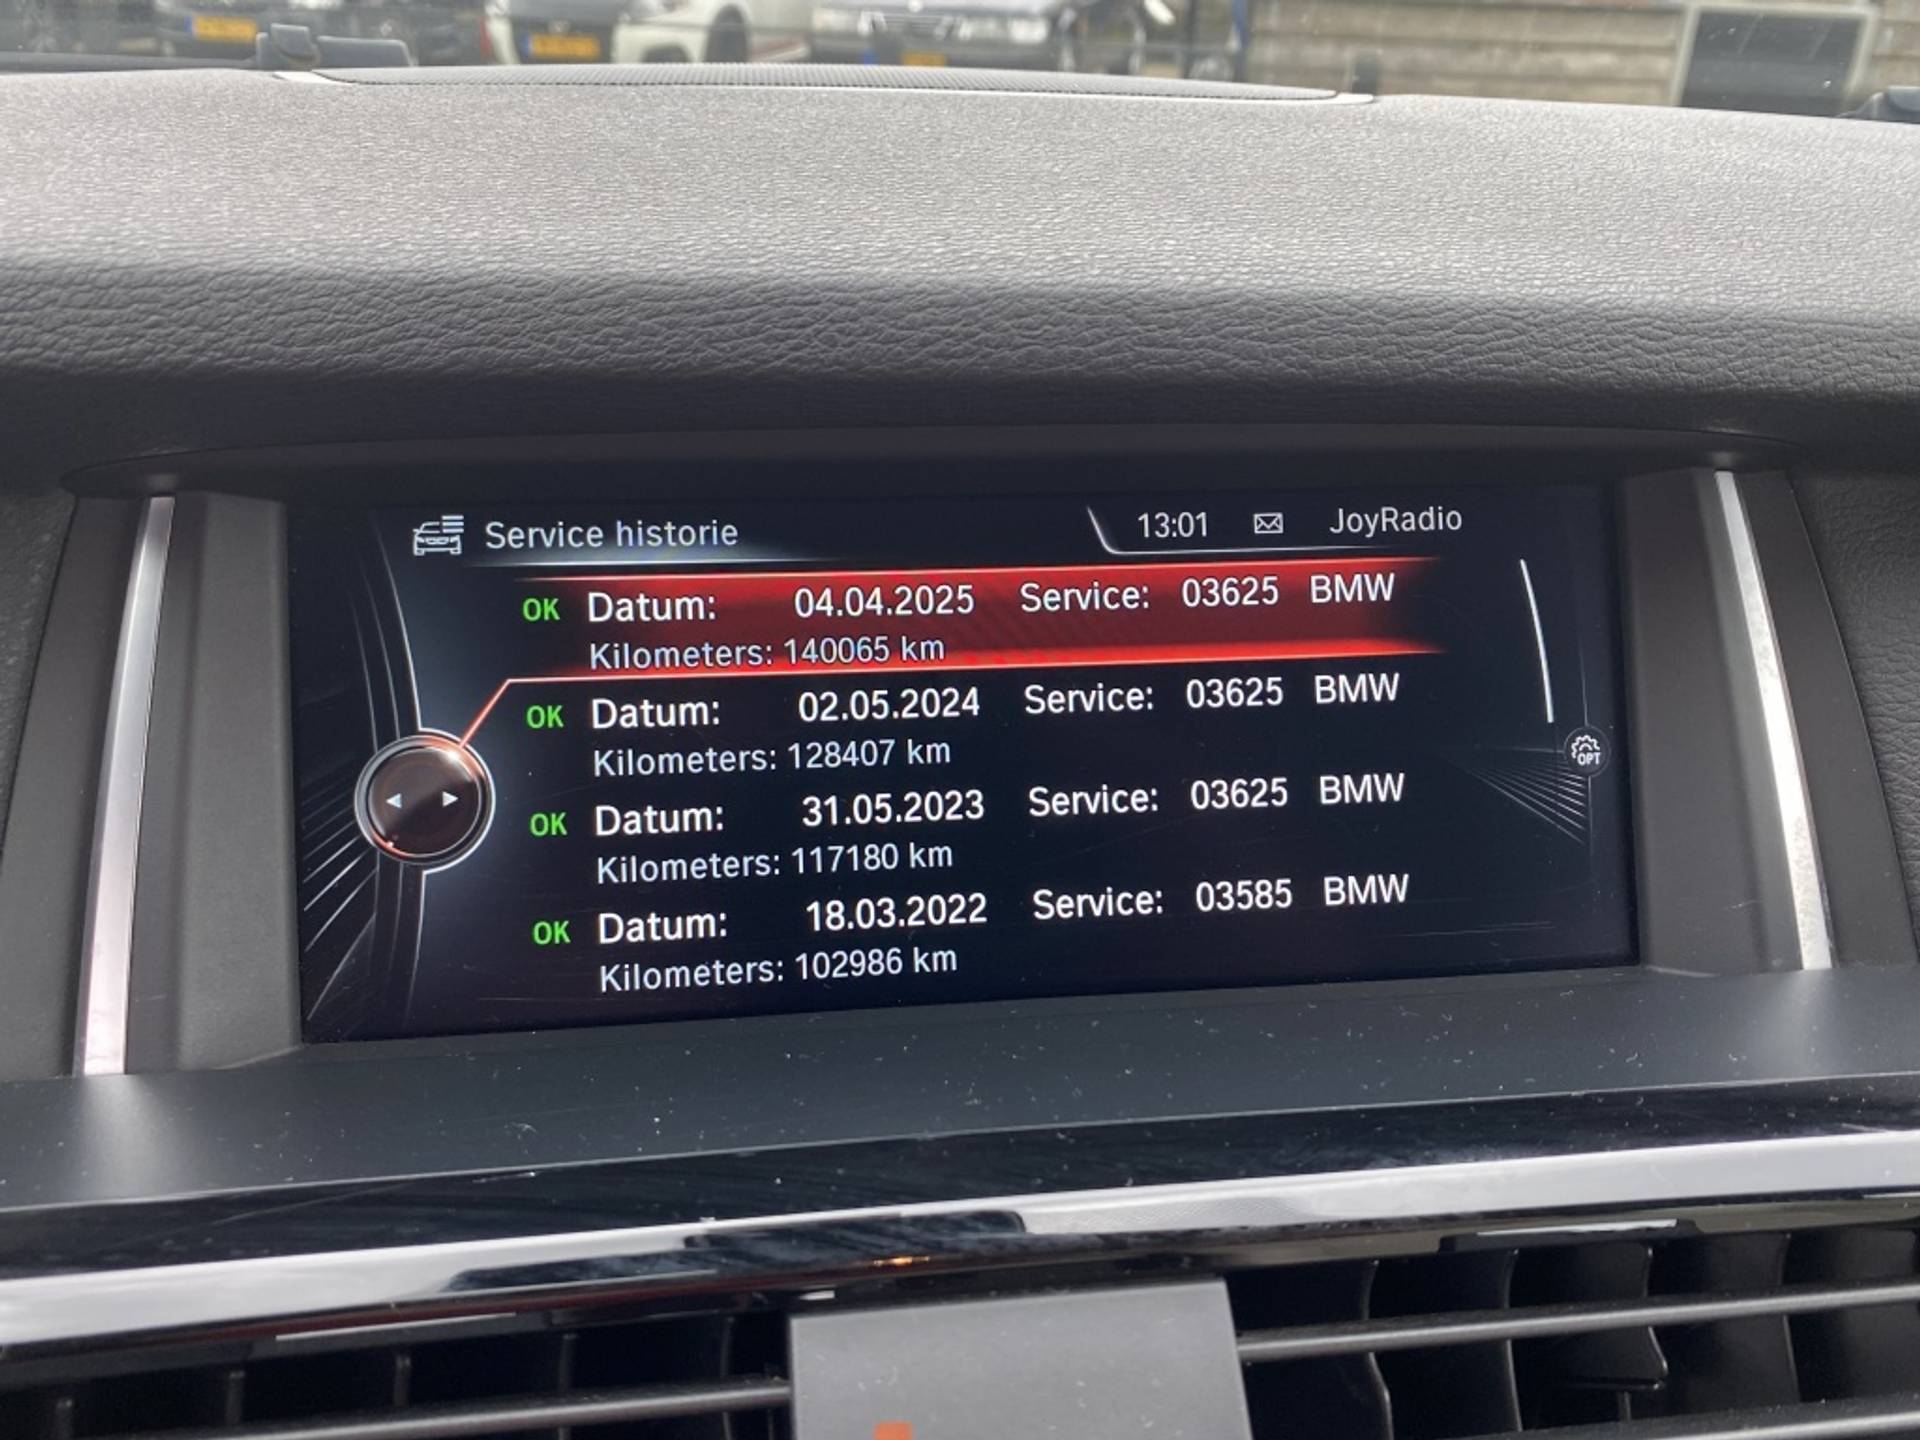 Service historie 13:01 JoyRadio
OK Datum: 04.04.2025 Service: 03625 BMW
Kilometers: 140065 km
OK Datum: 02.05.2024 Service: 03625 BMW
Kilometers: 128407 km
OK Datum: 31.05.2023 Service: 03625 BMW
Kilometers: 117180 km
OK Datum: 18.03.2022 Service: 03585 BMW
Kilometers: 102986 km
OPT